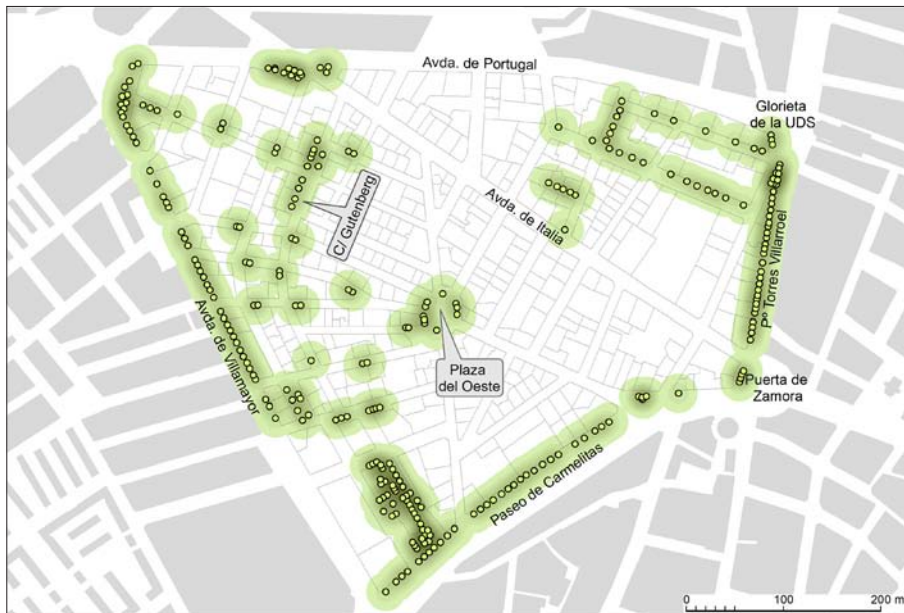 Avda. de Portugal
Glorieta
de la UDS
C/ Gutenberg
Avda. de Italia
Pº Torres Villarroel
Avda. de Villamayor
Plaza
del Oeste
Puerta de
Zamora
Paseo de Carmelitas
0 100 200 m